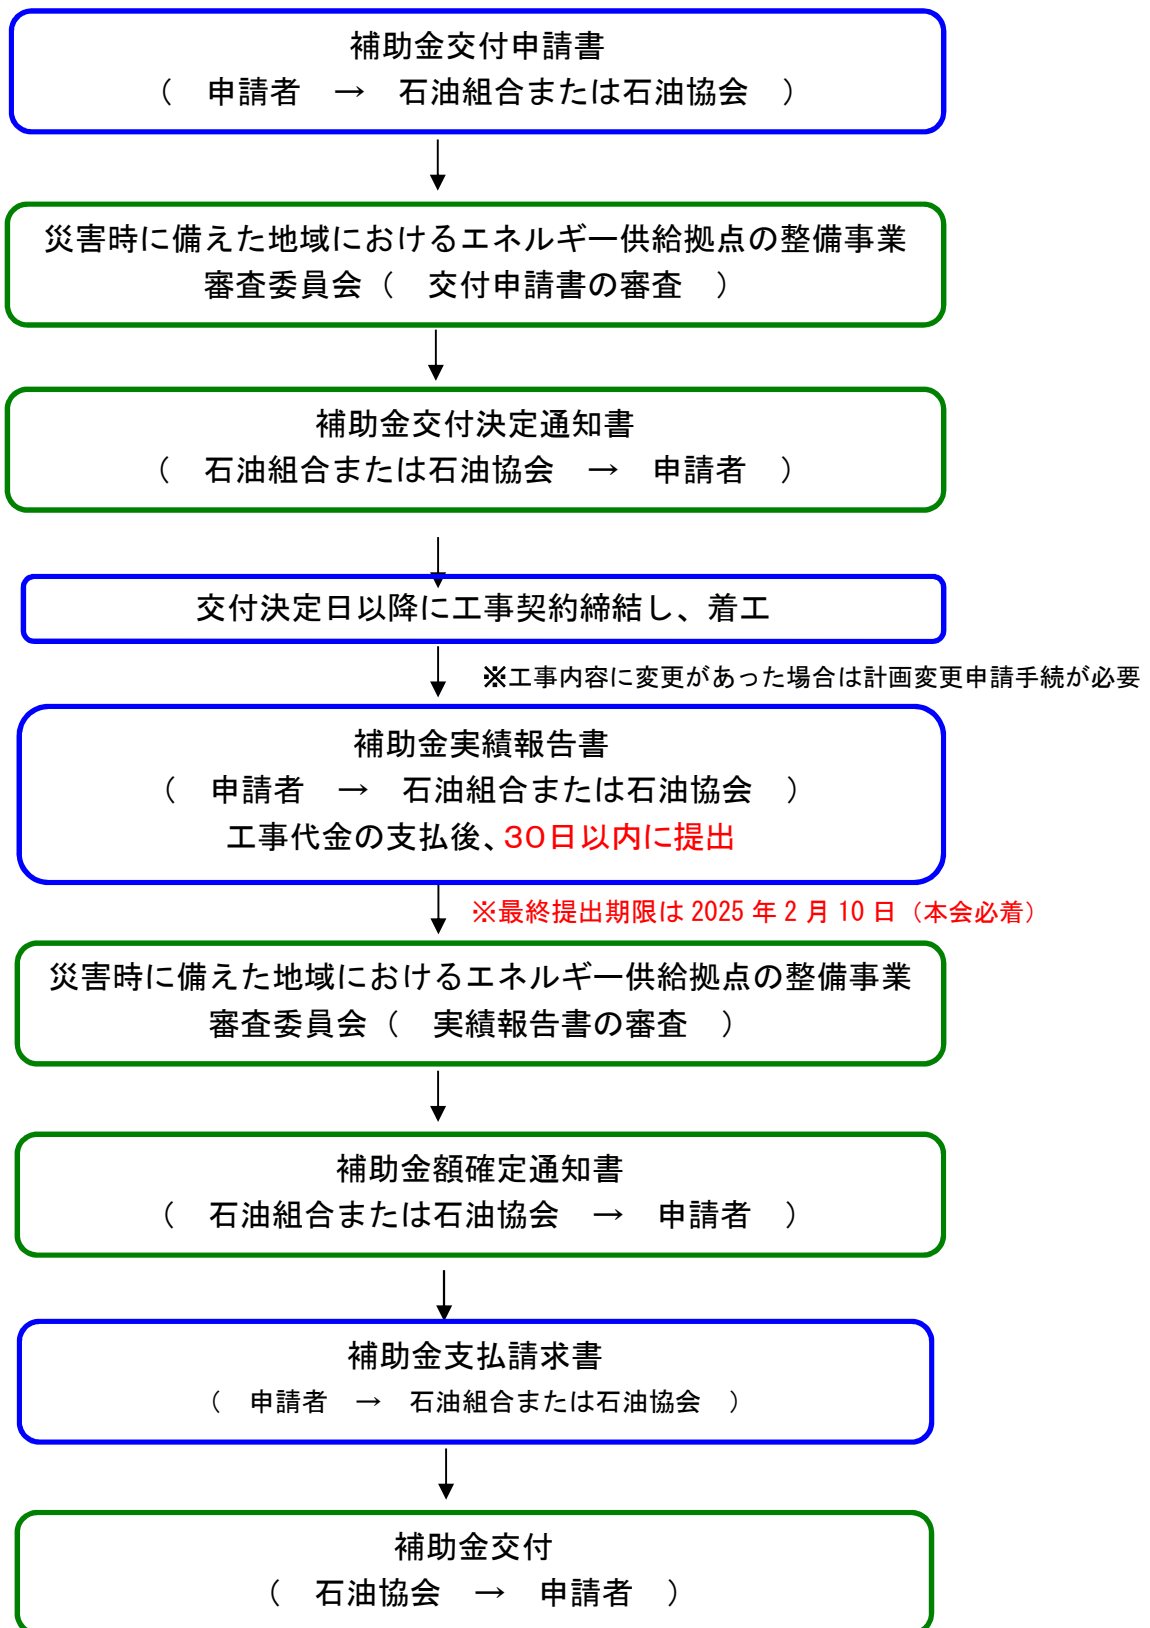 補助金交付申請書
（　申請者　→　石油組合または石油協会　）
災害時に備えた地域におけるエネルギー供給拠点の整備事業
審査委員会（　交付申請書の審査　）
補助金交付決定通知書
（　石油組合または石油協会　→　申請者　）
交付決定日以降に工事契約締結し、着工
※工事内容に変更があった場合は計画変更申請手続が必要
補助金実績報告書
（　申請者　→　石油組合または石油協会　）
工事代金の支払後、３０日以内に提出
※最終提出期限は 2025 年 2 月 10 日（本会必着）
災害時に備えた地域におけるエネルギー供給拠点の整備事業
審査委員会（　実績報告書の審査　）
補助金額確定通知書
（　石油組合または石油協会　→　申請者　）
補助金支払請求書
（　申請者　→　石油組合または石油協会　）
補助金交付
（　石油協会　→　申請者　）